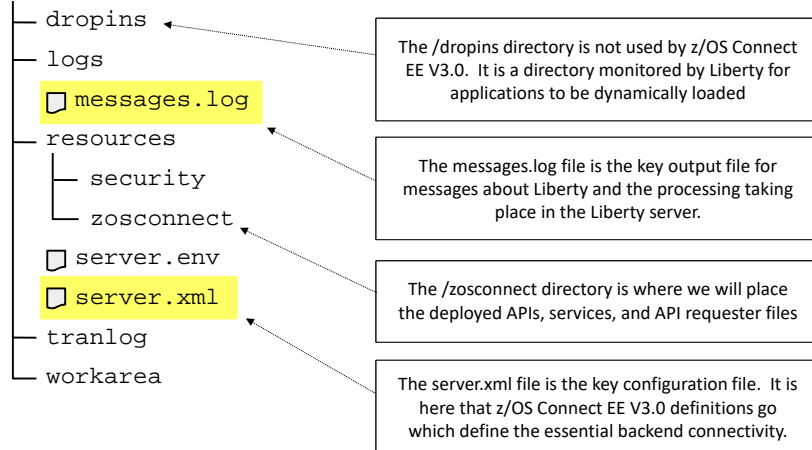 dropins
logs
messages.log
resources
security
zosconnect
server.env
server.xml
tranlog
workarea
The /dropins directory is not used by z/OS Connect
EE V3.0. It is a directory monitored by Liberty for
applications to be dynamically loaded
The messages.log file is the key output file for
messages about Liberty and the processing taking
place in the Liberty server.
The /zosconnect directory is where we will place
the deployed APIs, services, and API requester files
The server.xml file is the key configuration file. It is
here that z/OS Connect EE V3.0 definitions go
which define the essential backend connectivity.